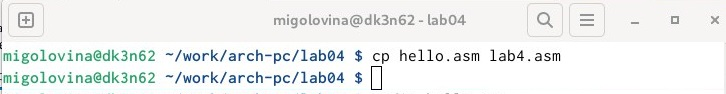 migolovina@dk3n62 - lab04
migolovina@dk3n62 ~/work/arch-pc/lab04 $ cp hello.asm lab4.asm
migolovina@dk3n62 ~/work/arch-pc/lab04 $